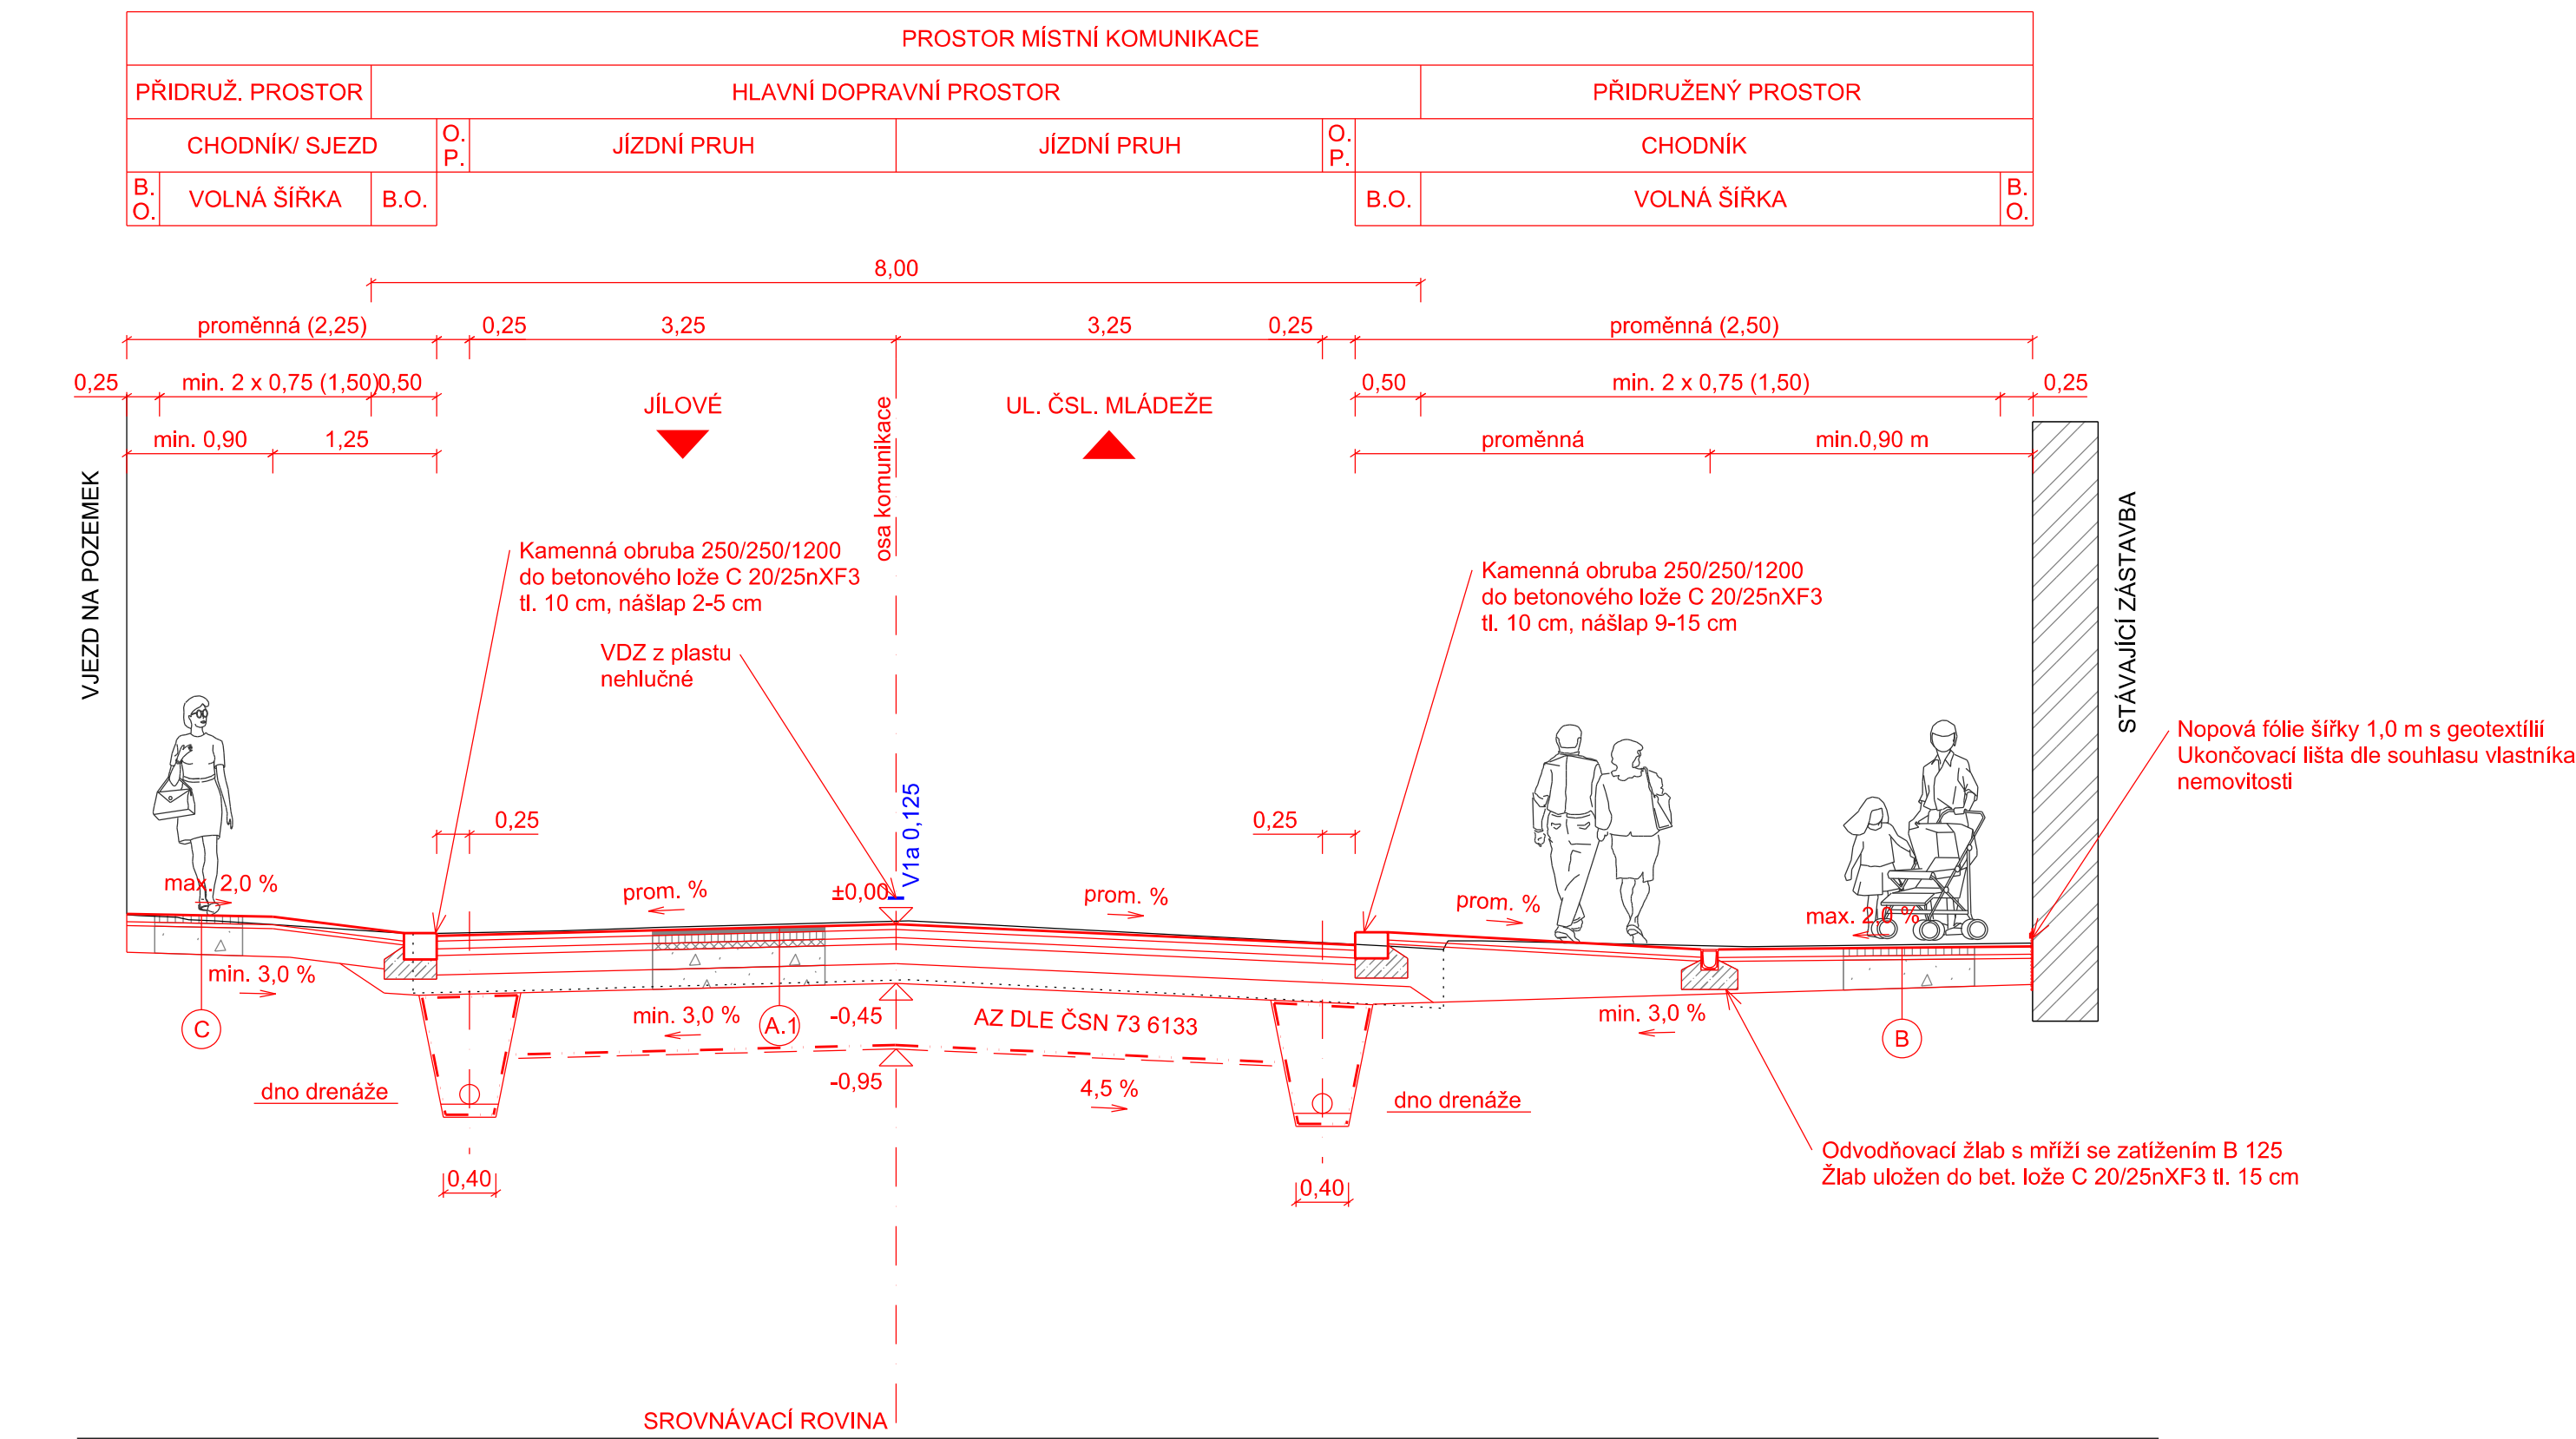 PROSTOR MÍSTNÍ KOMUNIKACE
PŘIDRUŽ. PROSTOR
HLAVNÍ DOPRAVNÍ PROSTOR
PŘIDRUŽENÝ PROSTOR
CHODNÍK/ SJEZD
O.
P.
JÍZDNÍ PRUH
JÍZDNÍ PRUH
O.
P.
CHODNÍK
B.
O.
VOLNÁ ŠÍŘKA
B.O.
B.O.
VOLNÁ ŠÍŘKA
B.
O.
8,00
proměnná (2,25)
0,25
3,25
3,25
0,25
proměnná (2,50)
0,25
min. 2 x 0,75 (1,50)
0,50
0,50
min. 2 x 0,75 (1,50)
0,25
JÍLOVÉ
UL. ČSL. MLÁDEŽE
min. 0,90
1,25
proměnná
min.0,90 m
osa komunikace
VJEZD NA POZEMEK
STÁVAJÍCÍ ZÁSTAVBA
Kamenná obruba 250/250/1200
do betonového lože C 20/25nXF3
tl. 10 cm, nášlap 2-5 cm
Kamenná obruba 250/250/1200
do betonového lože C 20/25nXF3
tl. 10 cm, nášlap 9-15 cm
VDZ z plastu
nehlučné
Nopová fólie šířky 1,0 m s geotextílií
Ukončovací lišta dle souhlasu vlastníka
nemovitosti
0,25
V1a 0,125
0,25
max. 2,0 %
prom. %
±0,00
prom. %
prom. %
max. 2,0 %
min. 3,0 %
C
min. 3,0 %
A.1
-0,45
AZ DLE ČSN 73 6133
min. 3,0 %
B
dno drenáže
-0,95
4,5 %
dno drenáže
Odvodňovací žlab s mříží se zatížením B 125
Žlab uložen do bet. lože C 20/25nXF3 tl. 15 cm
0,40
0,40
SROVNÁVACÍ ROVINA